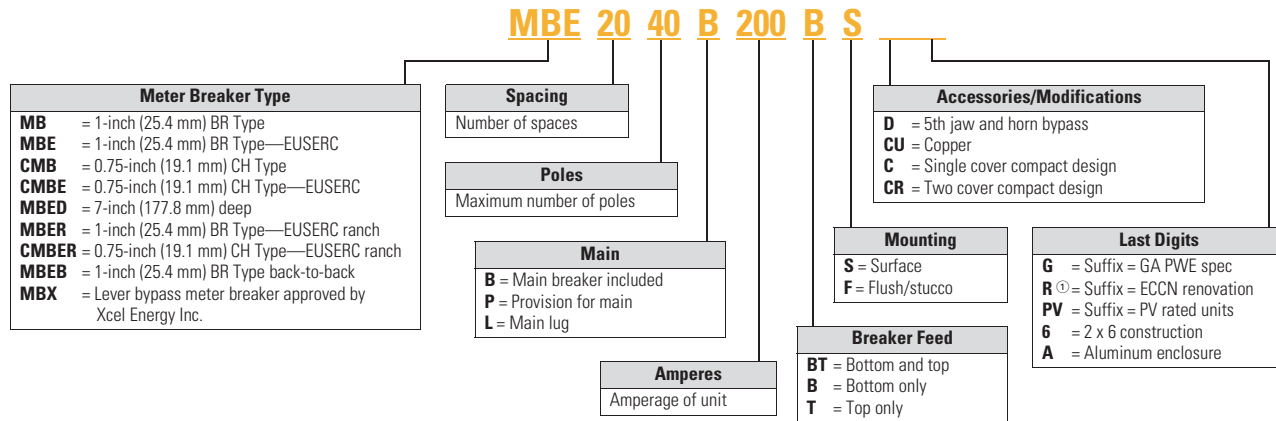 MBE 20 40 B 200 B S
Meter Breaker Type
MB = 1-inch (25.4 mm) BR Type
MBE = 1-inch (25.4 mm) BR Type—EUSERC
CMB = 0.75-inch (19.1 mm) CH Type
CMBE = 0.75-inch (19.1 mm) CH Type—EUSERC
MBED = 7-inch (177.8 mm) deep
MBER = 1-inch (25.4 mm) BR Type—EUSERC ranch
CMBER = 0.75-inch (19.1 mm) CH Type—EUSERC ranch
MBEB = 1-inch (25.4 mm) BR Type back-to-back
MBX = Lever bypass meter breaker approved by
Xcel Energy Inc.
Spacing
Number of spaces
Poles
Maximum number of poles
Main
B = Main breaker included
P = Provision for main
L = Main lug
Amperes
Amperage of unit
Breaker Feed
BT = Bottom and top
B = Bottom only
T = Top only
Mounting
S = Surface
F = Flush/stucco
Accessories/Modifications
D = 5th jaw and horn bypass
CU = Copper
C = Single cover compact design
CR = Two cover compact design
Last Digits
G = Suffix = GA PWE spec
R ① = Suffix = ECCN renovation
PV = Suffix = PV rated units
6 = 2 x 6 construction
A = Aluminum enclosure